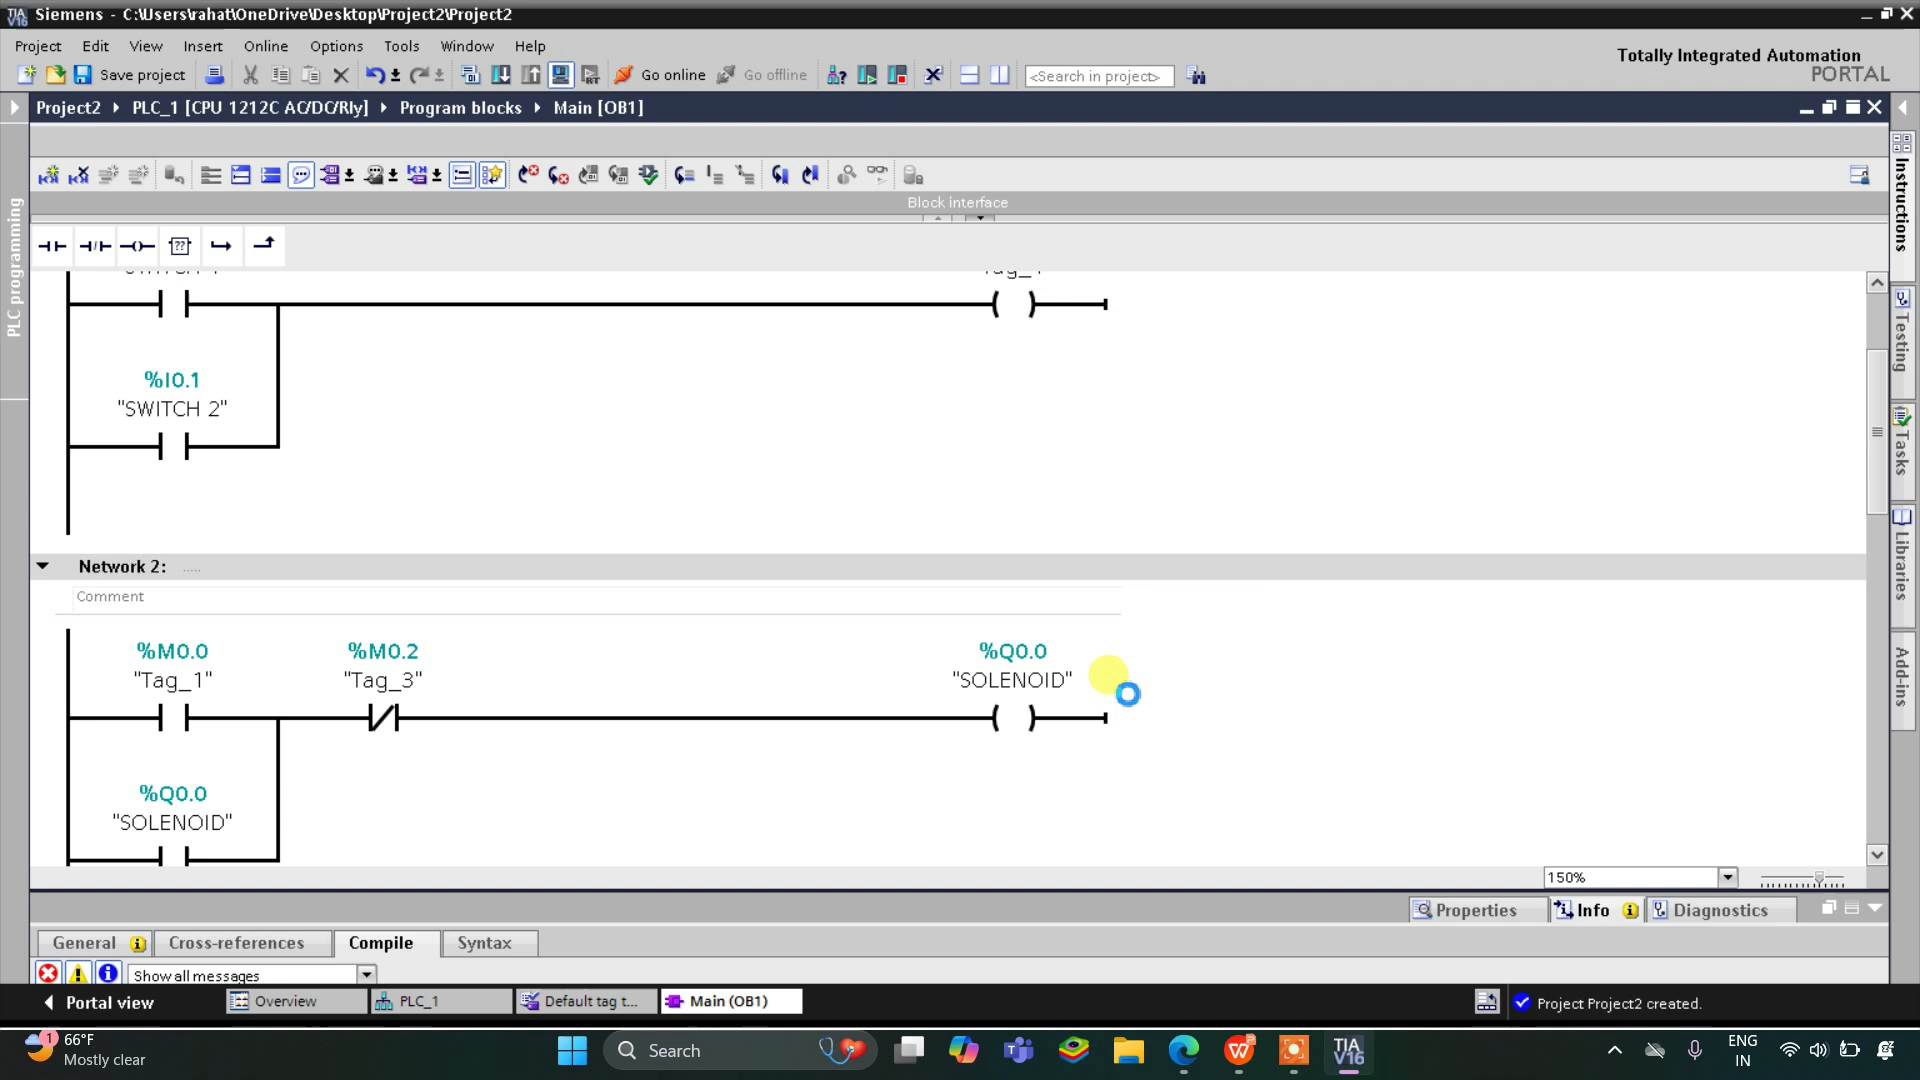 Siemens - C:\Users\rahat\OneDrive\Desktop\Project2\Project2
Project Edit View Insert Online Options Tools Window Help
Totally Integrated Automation
PORTAL
Save project
Go online
Go offline
<Search in project>
Project2 PLC_1 [CPU 1212C AC/DC/Rly] Program blocks Main [OB1]
Block interface
PLC programming
Instructions
Testing
Tasks
Libraries
Add-ins
??
%I0.1
"SWITCH 2"
Network 2: .....
Comment
%M0.0 %M0.2 %Q0.0
"Tag_1" "Tag_3" "SOLENOID"
%Q0.0
"SOLENOID"
150%
Properties Info Diagnostics
General Cross-references Compile Syntax
Show all messages
Portal view Overview PLC_1 Default tag t... Main (OB1) Project Project2 created.
1
66°F
Mostly clear
Search
TIA
V16
ENG
IN